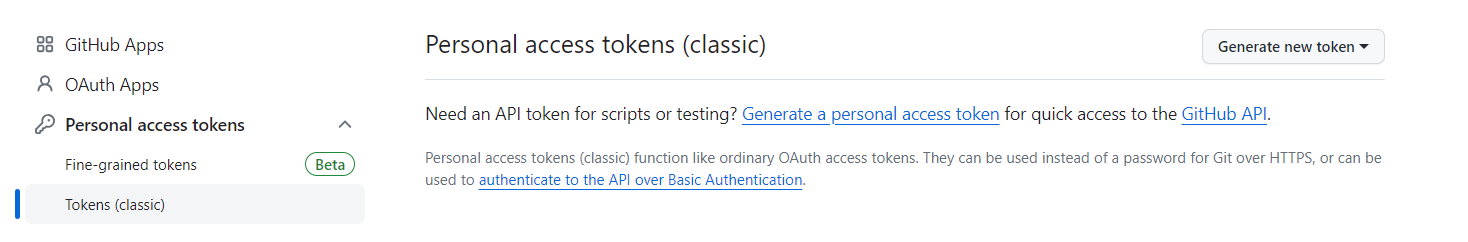 GitHub Apps
OAuth Apps
Personal access tokens
Fine-grained tokens Beta
Tokens (classic)
Personal access tokens (classic)
Generate new token
Need an API token for scripts or testing? Generate a personal access token for quick access to the GitHub API.
Personal access tokens (classic) function like ordinary OAuth access tokens. They can be used instead of a password for Git over HTTPS, or can be
used to authenticate to the API over Basic Authentication.